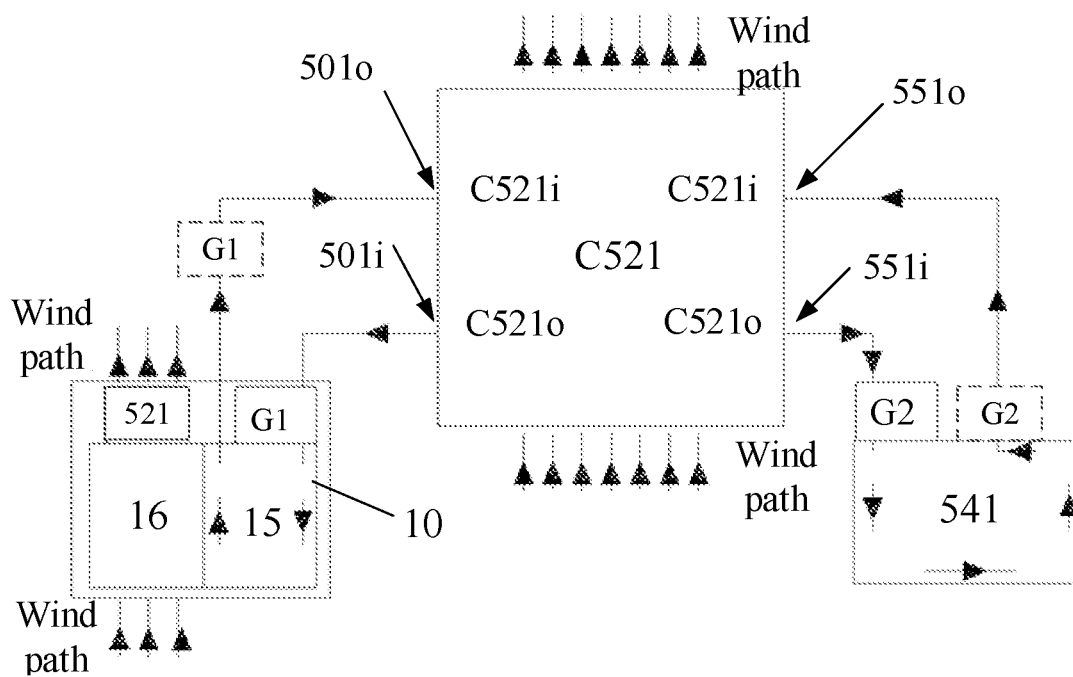 Wind
path
501o
551o
C521i
C521i
G1
501i
C521
551i
Wind
path
C521o
C521o
521
G1
G2
G2
Wind
path
16
15
10
541
Wind
path